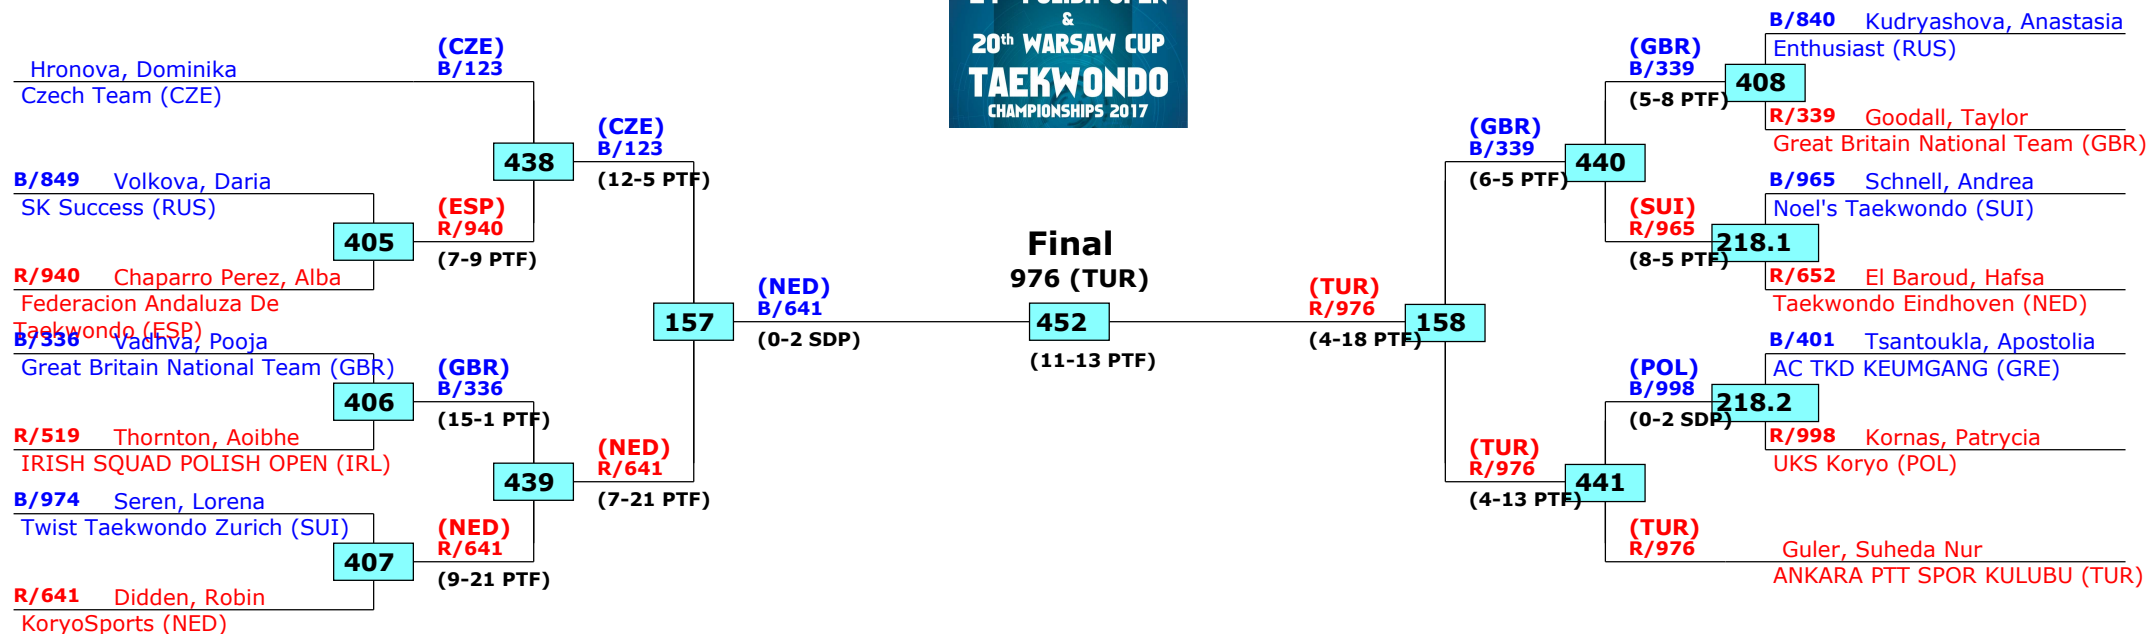 & 
20th WARSAW CUP
TAEKWONDO
CHAMPIONSHIPS 2017
(CZE)
B/123
Hronova, Dominika
Czech Team (CZE)
B/849 Volkova, Daria
SK Success (RUS)
405
R/940 Chaparro Perez, Alba
Federacion Andaluza De
Taekwondo (ESP)
(ESP)
R/940
(7-9 PTF)
438
(CZE)
B/123
(12-5 PTF)
B/336 Vadhva, Pooja
Great Britain National Team (GBR)
406
R/519 Thornton, Aoibhe
IRISH SQUAD POLISH OPEN (IRL)
(GBR)
B/336
(15-1 PTF)
B/974 Seren, Lorena
Twist Taekwondo Zurich (SUI)
407
R/641 Didden, Robin
KoryoSports (NED)
(NED)
R/641
(9-21 PTF)
439
(NED)
R/641
(7-21 PTF)
157
(NED)
B/641
(0-2 SDP)
Final
976 (TUR)
452
(11-13 PTF)
(TUR)
R/976
(4-18 PTF)
158
(GBR)
B/339
(6-5 PTF)
440
(GBR)
B/339
(5-8 PTF)
408
B/840 Kudryashova, Anastasia
Enthusiast (RUS)
R/339 Goodall, Taylor
Great Britain National Team (GBR)
(SUI)
R/965
(8-5 PTF)
218.1
B/965 Schnell, Andrea
Noel's Taekwondo (SUI)
R/652 El Baroud, Hafsa
Taekwondo Eindhoven (NED)
(TUR)
R/976
(4-13 PTF)
441
(POL)
B/998
(0-2 SDP)
218.2
B/401 Tsantoukla, Apostolia
AC TKD KEUMGANG (GRE)
R/998 Kornas, Patrycia
UKS Koryo (POL)
(TUR)
R/976
Guler, Suheda Nur
ANKARA PTT SPOR KULUBU (TUR)